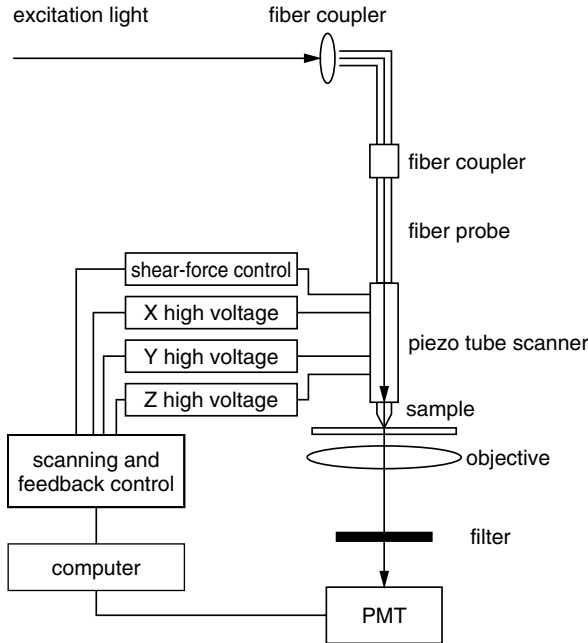 excitation light
fiber coupler
fiber coupler
fiber probe
shear-force control
X high voltage
piezo tube scanner
Y high voltage
Z high voltage
sample
scanning and
feedback control
objective
filter
computer
PMT